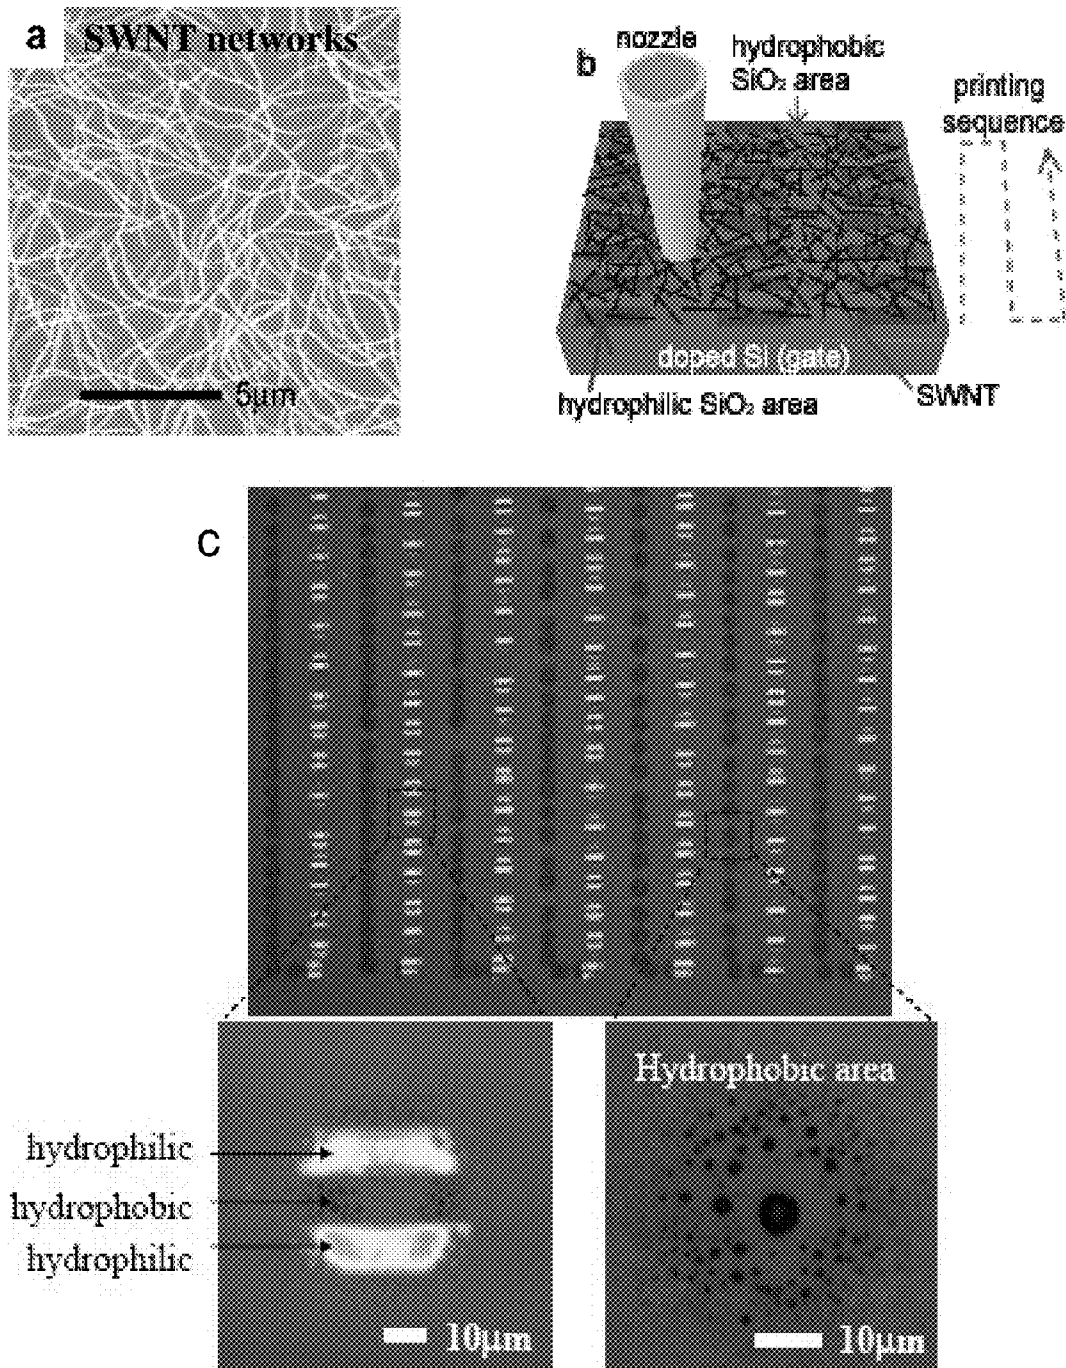 a
SWNT networks
5μm
b
nozzle
hydrophobic
SiO₂ area
printing
sequence
doped Si (gate)
hydrophilic SiO₂ area
SWNT
C
hydrophilic
hydrophobic
hydrophilic
10μm
Hydrophobic area
10μm